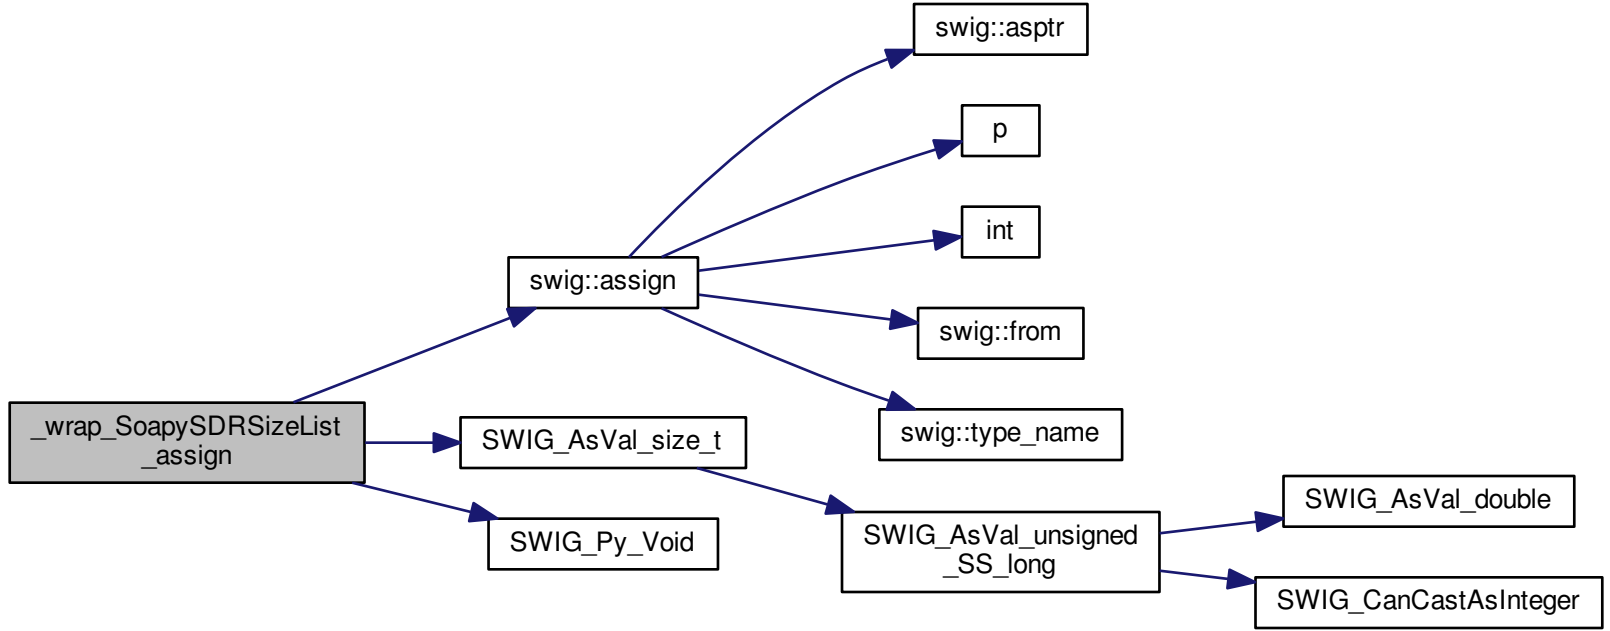 swig::asptr
p
int
swig::assign
swig::from
_wrap_SoapySDRSizeList
_assign
SWIG_AsVal_size_t
swig::type_name
SWIG_Py_Void
SWIG_AsVal_unsigned
_SS_long
SWIG_AsVal_double
SWIG_CanCastAsInteger